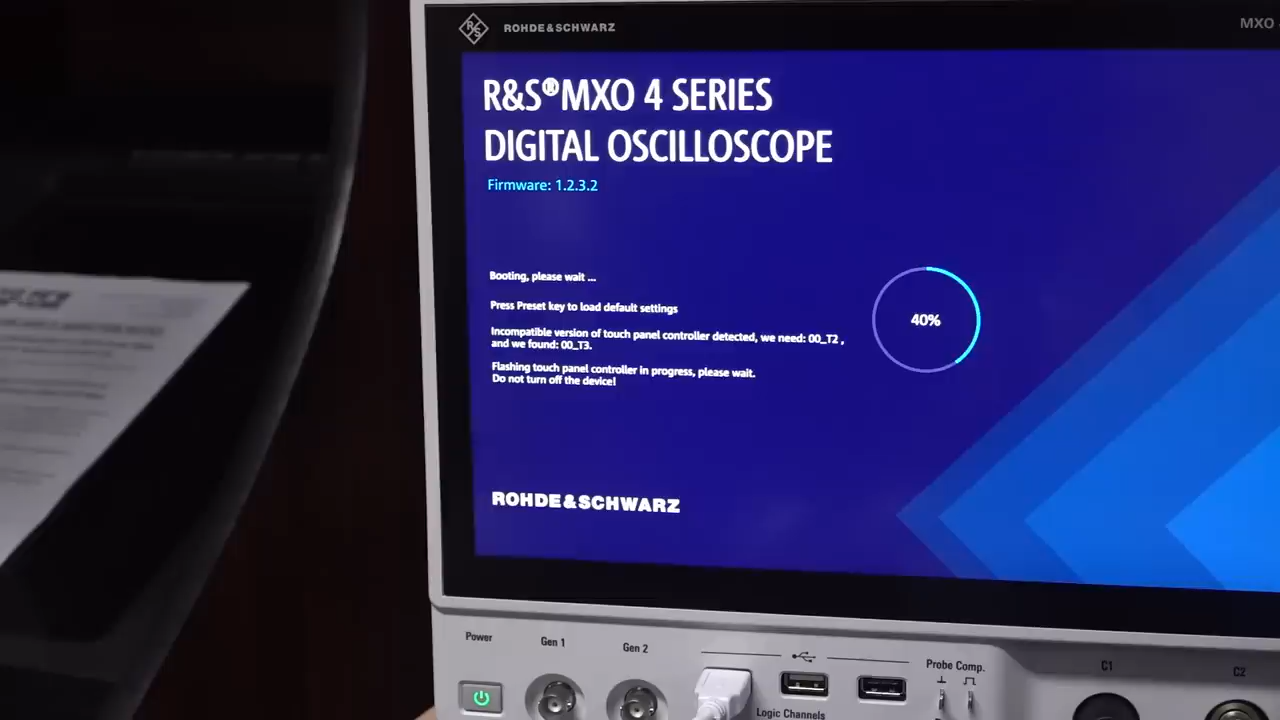 R&S ROHDE&SCHWARZ
MXO
R&S®MXO 4 SERIES
DIGITAL OSCILLOSCOPE
Firmware: 1.2.3.2
Booting, please wait ...
Press Preset key to load default settings
Incompatible version of touch panel controller detected, we need: 00_T2 ,
and we found: 00_T3.
Flashing touch panel controller in progress, please wait.
Do not turn off the device!
40%
ROHDE&SCHWARZ
Power
Gen 1
Gen 2
Probe Comp.
C1
C2
Logic Channels